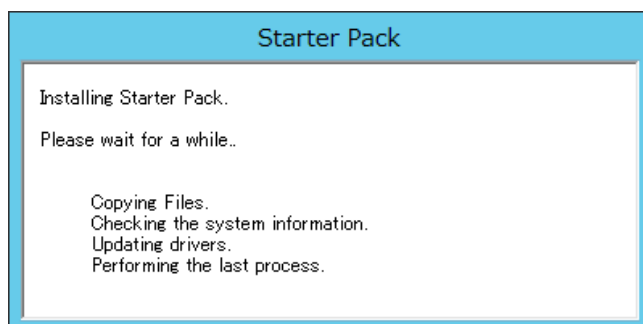 Starter Pack
Installing Starter Pack.
Please wait for a while..
Copying Files.
Checking the system information.
Updating drivers.
Performing the last process.